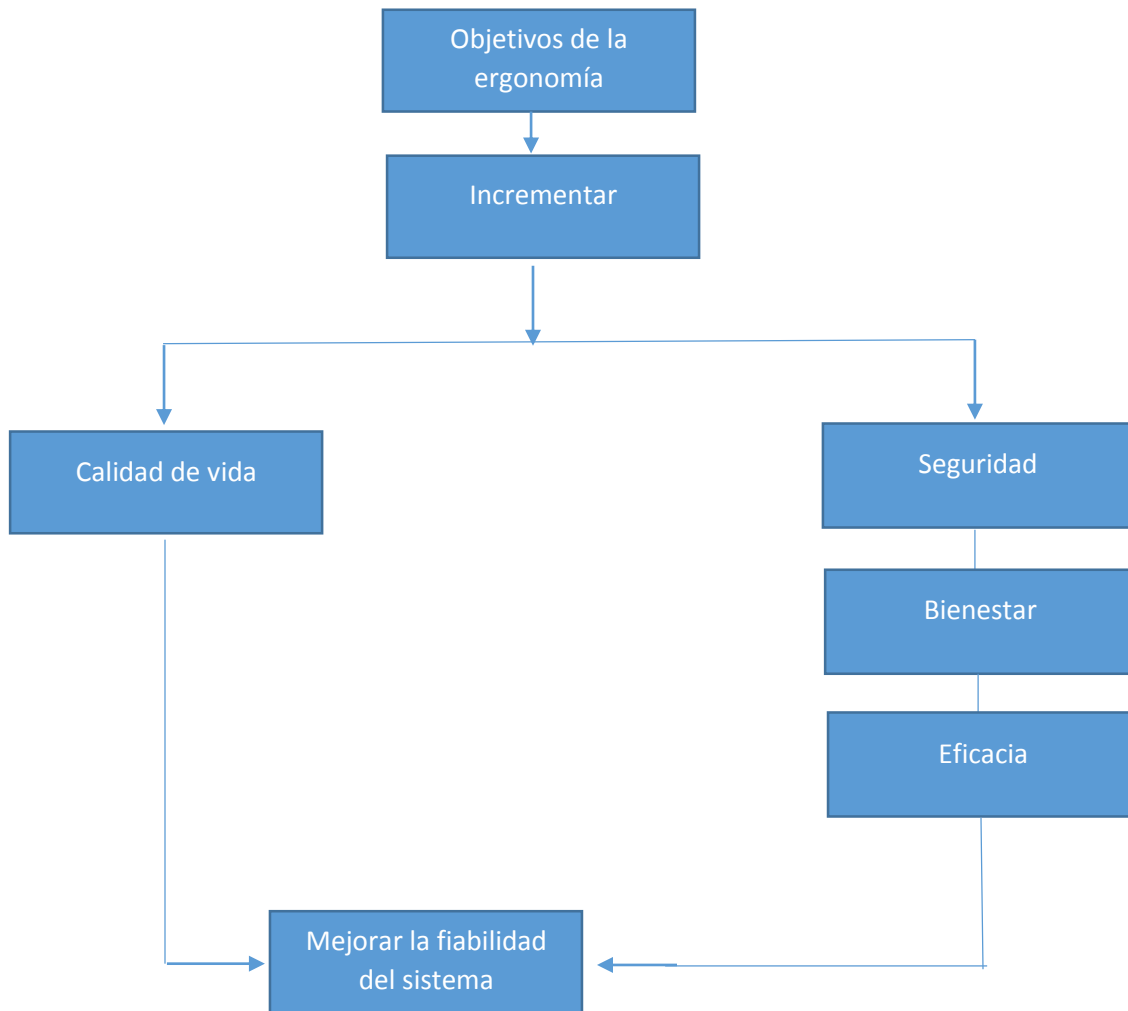 Objetivos de la
ergonomía
Incrementar
Calidad de vida
Seguridad
Bienestar
Eficacia
Mejorar la fiabilidad
del sistema